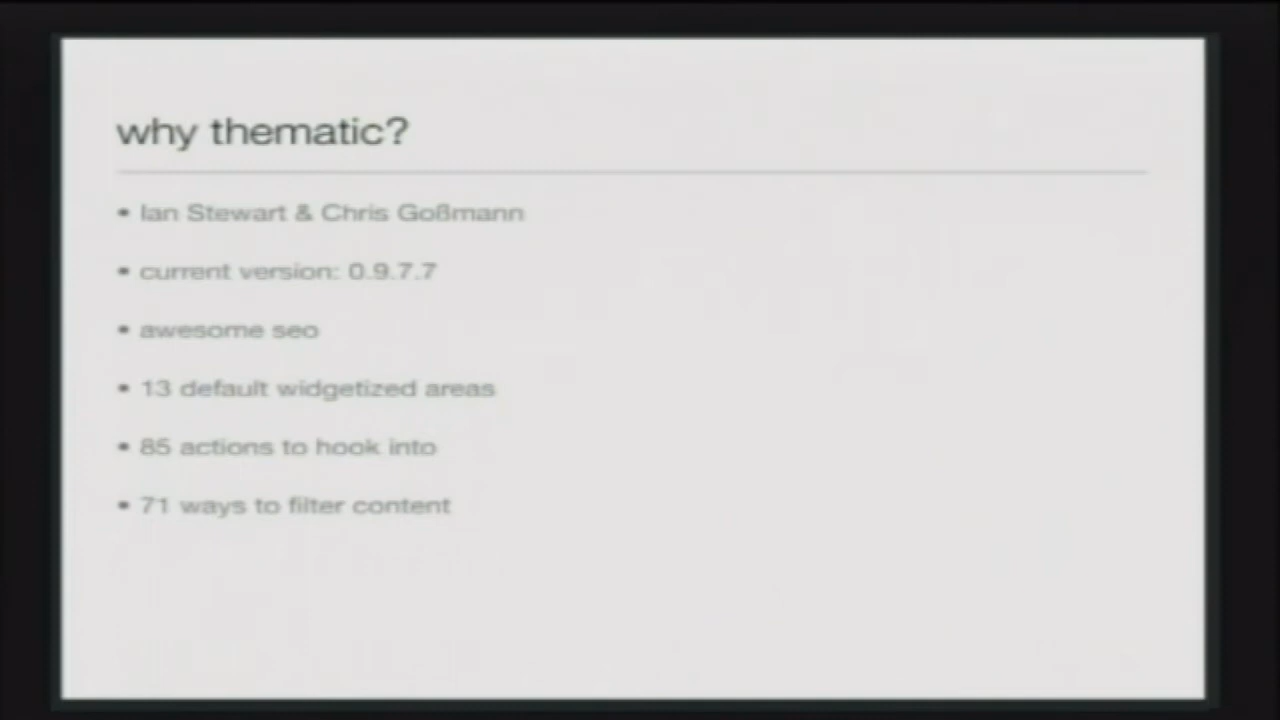 why thematic?
• Ian Stewart & Chris Goßmann
• current version: 0.9.7.7
• awesome seo
• 13 default widgetized areas
• 85 actions to hook into
• 71 ways to filter content